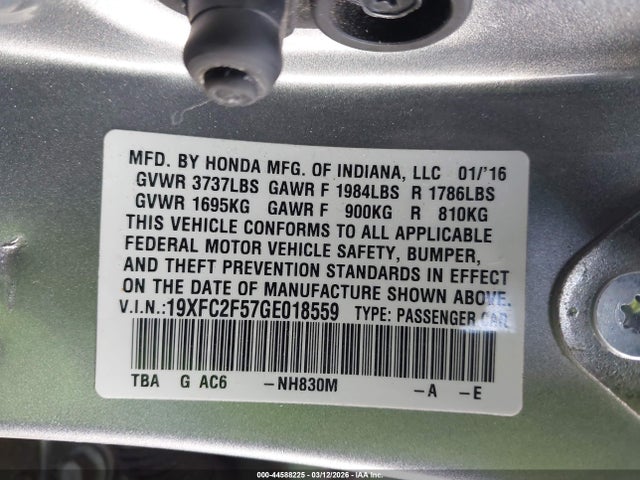 MFD. BY HONDA MFG. OF INDIANA, LLC 01/'16
GVWR 3737LBS GAWR F 1984LBS R 1786LBS
GVWR 1695KG GAWR F 900KG R 810KG
THIS VEHICLE CONFORMS TO ALL APPLICABLE
FEDERAL MOTOR VEHICLE SAFETY, BUMPER,
AND THEFT PREVENTION STANDARDS IN EFFECT
ON THE DATE OF MANUFACTURE SHOWN ABOVE.
V.I.N.:19XFC2F57GE018559 TYPE: PASSENGER CAR
TBA G AC6 -NH830M -A -E
000-44588225 - 03/12/2026 - IAAI.COM